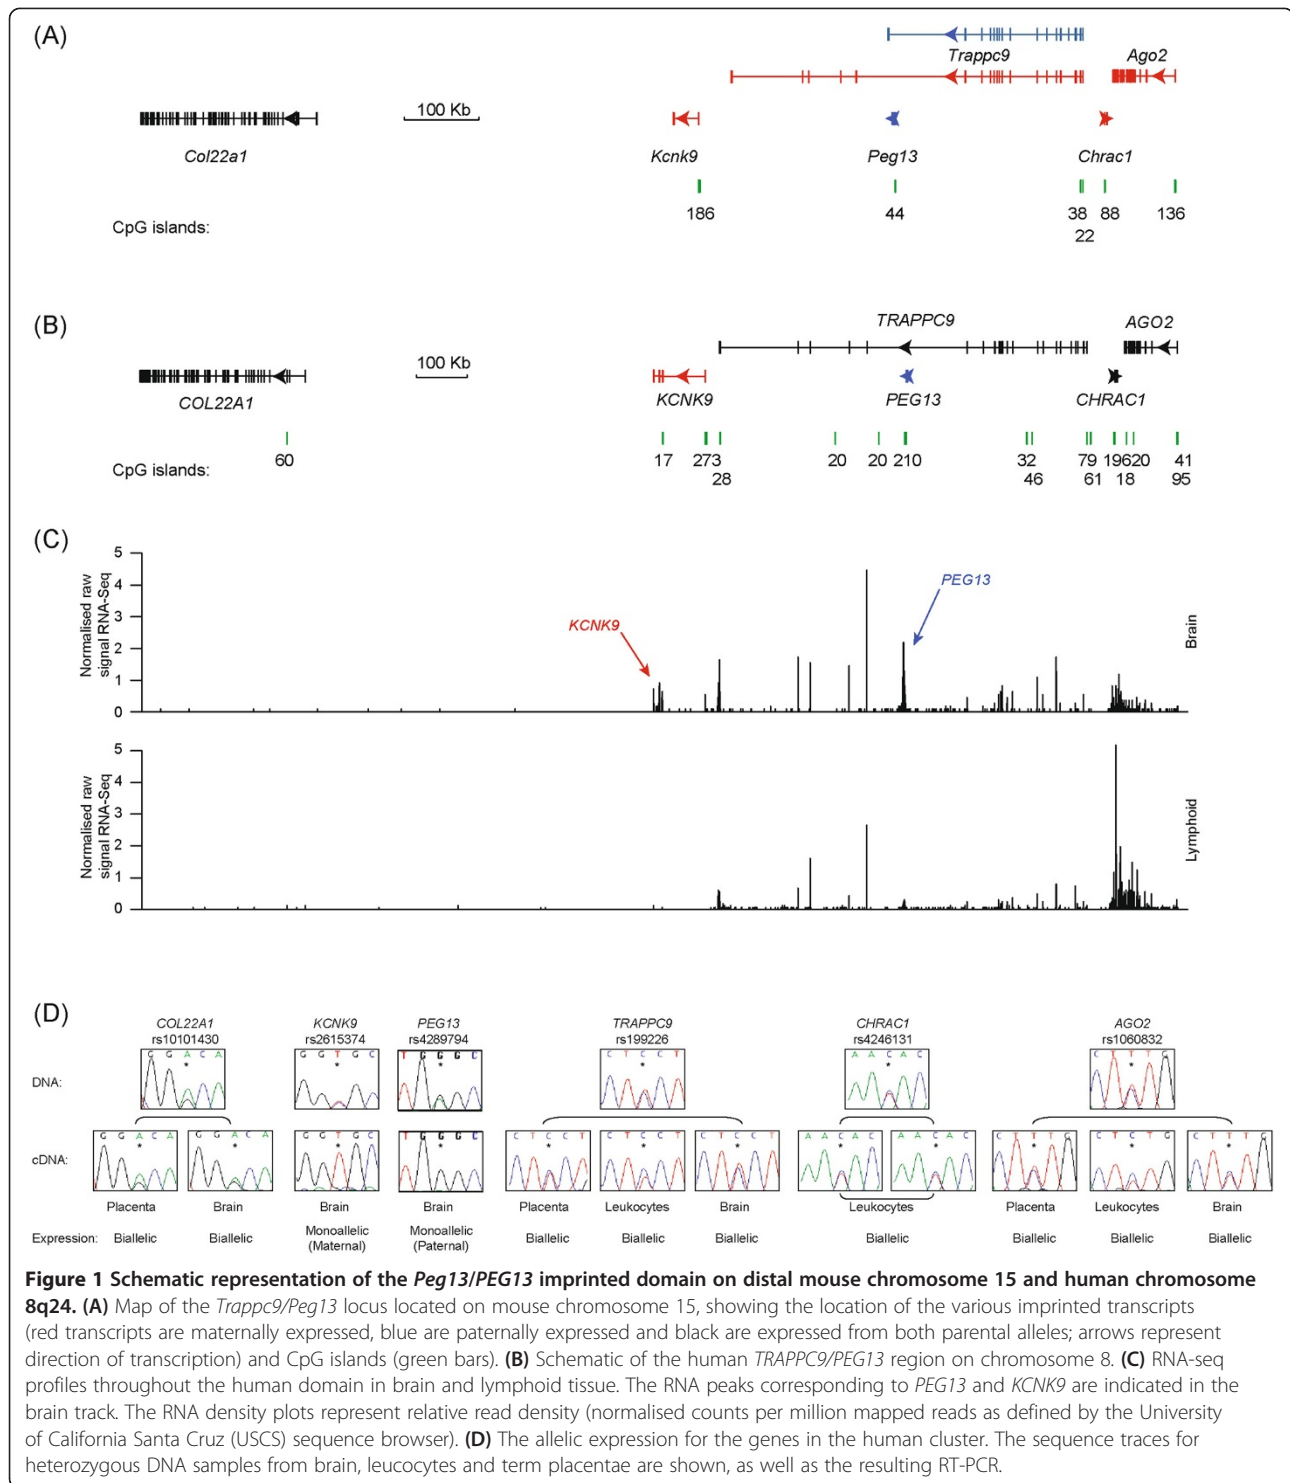 (A)
Trappc9
Ago2
100 Kb
Col22a1
Kcnk9
Peg13
Chrac1
186
44
38
88
136
22
CpG islands:
(B)
TRAPPC9
AGO2
100 Kb
COL22A1
KCNK9
PEG13
CHRAC1
60
17
273
20
20
210
32
79
196
20
41
28
46
61
18
95
CpG islands:
(C)
Normalised raw
signal RNA-Seq
5
4
3
2
1
0
KCNK9
PEG13
Brain
Normalised raw
signal RNA-Seq
5
4
3
2
1
0
Lymphoid
(D)
COL22A1
rs10101430
KCNK9
rs2615374
PEG13
rs4289794
TRAPPC9
rs199226
CHRAC1
rs4246131
AGO2
rs1060832
DNA:
G G A C A
*
G G T G C
*
T G G G C
*
C T C C T
*
A A C A C
*
C T T T G
*
cDNA:
G G A C A
*
G G A C A
*
G G T G C
*
T G G G C
*
C T C C T
*
C T C C T
*
C T C C T
*
A A C A C
*
A A C A C
*
C T T T G
*
C T C T G
*
C T T T G
*
Placenta
Brain
Brain
Brain
Placenta
Leukocytes
Brain
Leukocytes
Placenta
Leukocytes
Brain
Expression:
Biallelic
Biallelic
Monoallelic
(Maternal)
Monoallelic
(Paternal)
Biallelic
Biallelic
Biallelic
Biallelic
Biallelic
Biallelic
Biallelic
Figure 1 Schematic representation of the Peg13/PEG13 imprinted domain on distal mouse chromosome 15 and human chromosome
8q24. (A) Map of the Trappc9/Peg13 locus located on mouse chromosome 15, showing the location of the various imprinted transcripts
(red transcripts are maternally expressed, blue are paternally expressed and black are expressed from both parental alleles; arrows represent
direction of transcription) and CpG islands (green bars). (B) Schematic of the human TRAPPC9/PEG13 region on chromosome 8. (C) RNA-seq
profiles throughout the human domain in brain and lymphoid tissue. The RNA peaks corresponding to PEG13 and KCNK9 are indicated in the
brain track. The RNA density plots represent relative read density (normalised counts per million mapped reads as defined by the University
of California Santa Cruz (USCS) sequence browser). (D) The allelic expression for the genes in the human cluster. The sequence traces for
heterozygous DNA samples from brain, leucocytes and term placentae are shown, as well as the resulting RT-PCR.